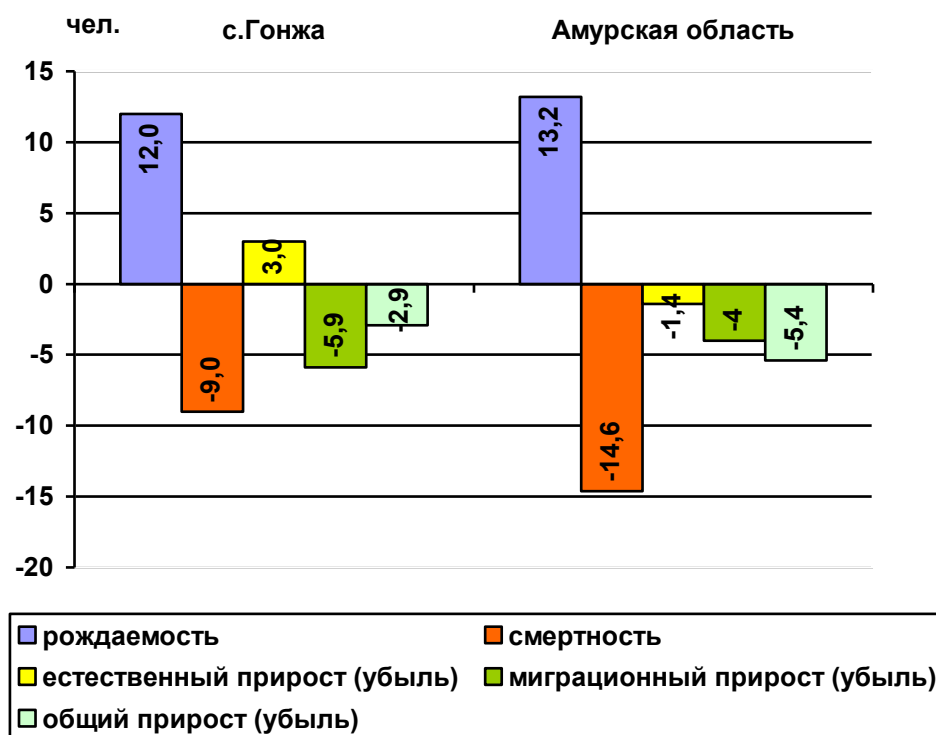 чел.
с.Гонжа
Амурская область
15
10
5
0
-5
-10
-15
-20
12,0
-9,0
3,0
-5,9
-2,9
13,2
-14,6
-1,4
-4
-5,4
рождаемость
смертность
естественный прирост (убыль)
миграционный прирост (убыль)
общий прирост (убыль)